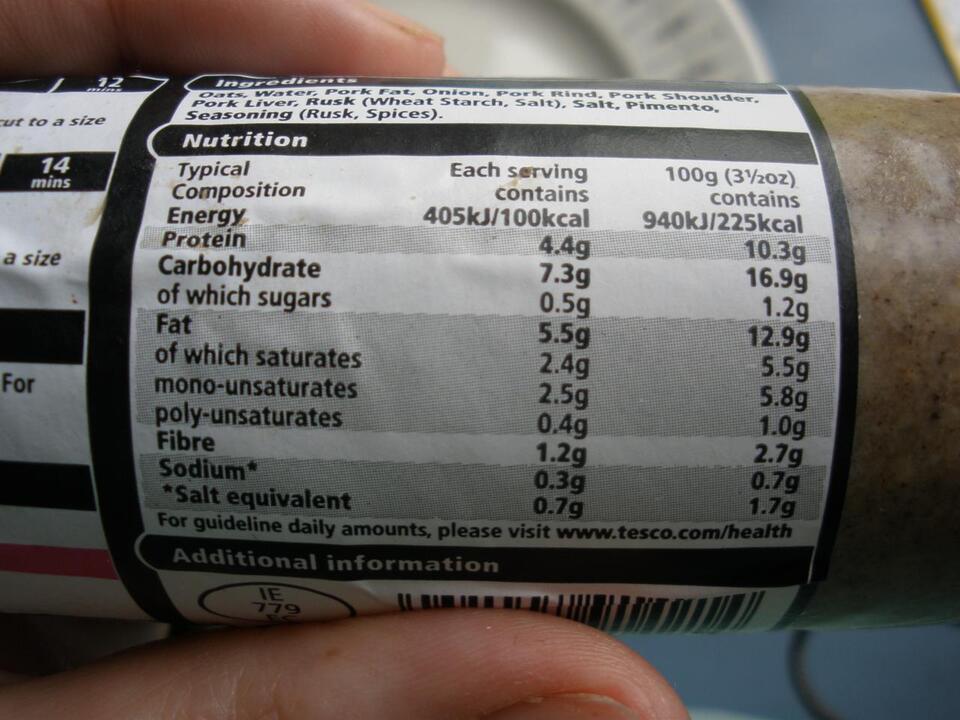 12
mins
cut to a size
14
mins
a size
For
Ingredients
Oats, Water, Pork Fat, Onion, Pork Rind, Pork Shoulder,
Pork Liver, Rusk (Wheat Starch, Salt), Salt, Pimento,
Seasoning (Rusk, Spices).
Nutrition
Typical Composition Each serving contains 100g (3½oz) contains
Energy 405kJ/100kcal 940kJ/225kcal
Protein 4.4g 10.3g
Carbohydrate 7.3g 16.9g
of which sugars 0.5g 1.2g
Fat 5.5g 12.9g
of which saturates 2.4g 5.5g
mono-unsaturates 2.5g 5.8g
poly-unsaturates 0.4g 1.0g
Fibre 1.2g 2.7g
Sodium* 0.3g 0.7g
*Salt equivalent 0.7g 1.7g
For guideline daily amounts, please visit www.tesco.com/health
Additional information
IE
779
EC